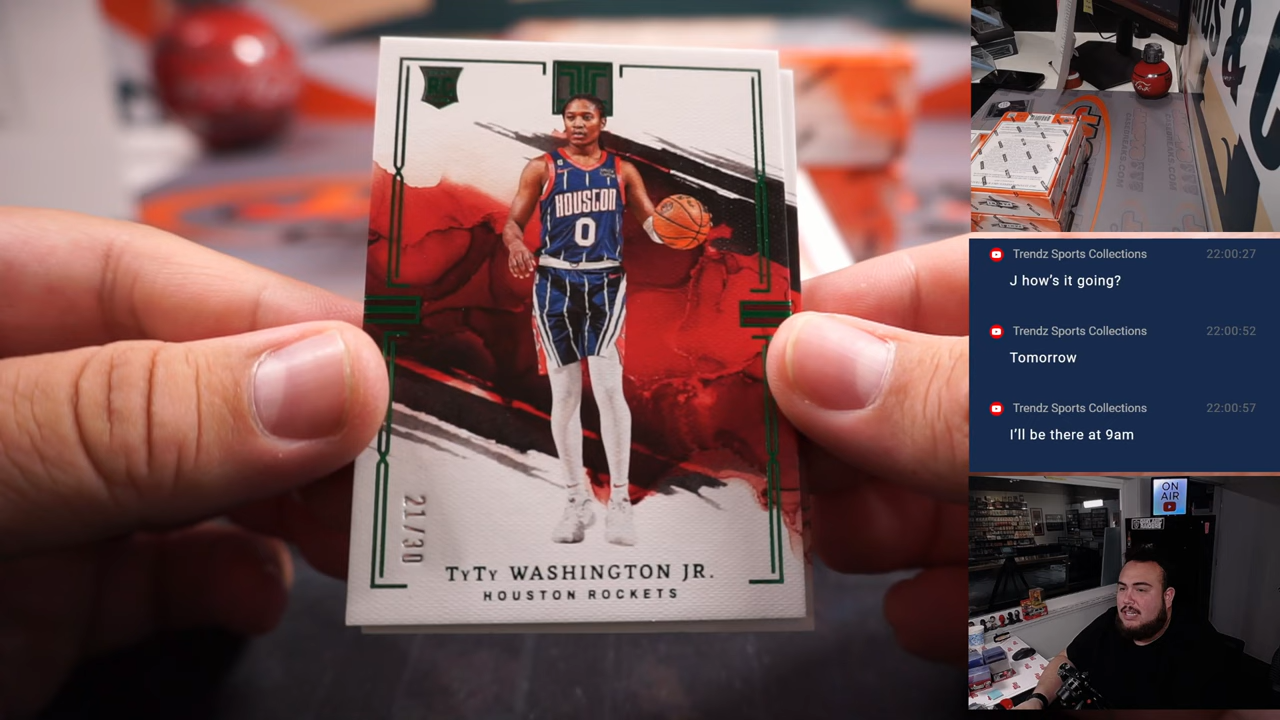 RC
HOUSTON
0
21/30
TyTy WASHINGTON JR.
HOUSTON ROCKETS
Trendz Sports Collections 22:00:27
J how's it going?
Trendz Sports Collections 22:00:52
Tomorrow
Trendz Sports Collections 22:00:57
I'll be there at 9am
ON
AIR